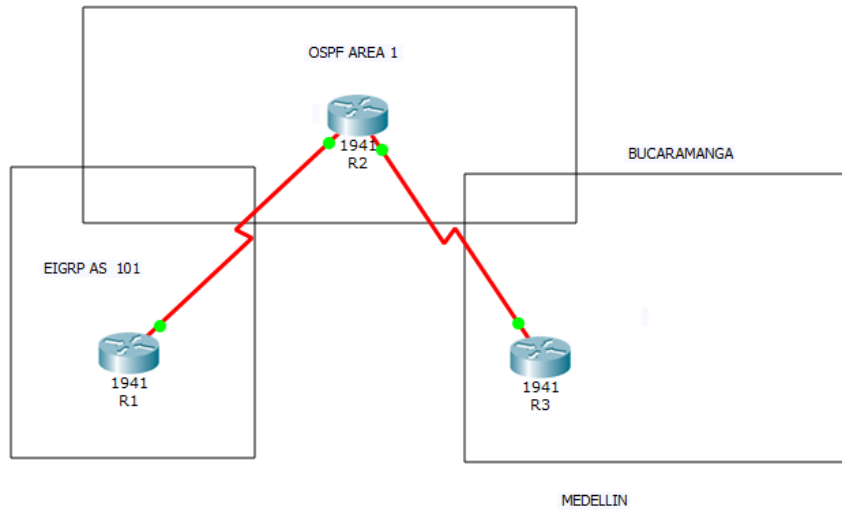 OSPF AREA 1
1941
R2
BUCARAMANGA
EIGRP AS 101
1941
R1
1941
R3
MEDELLIN